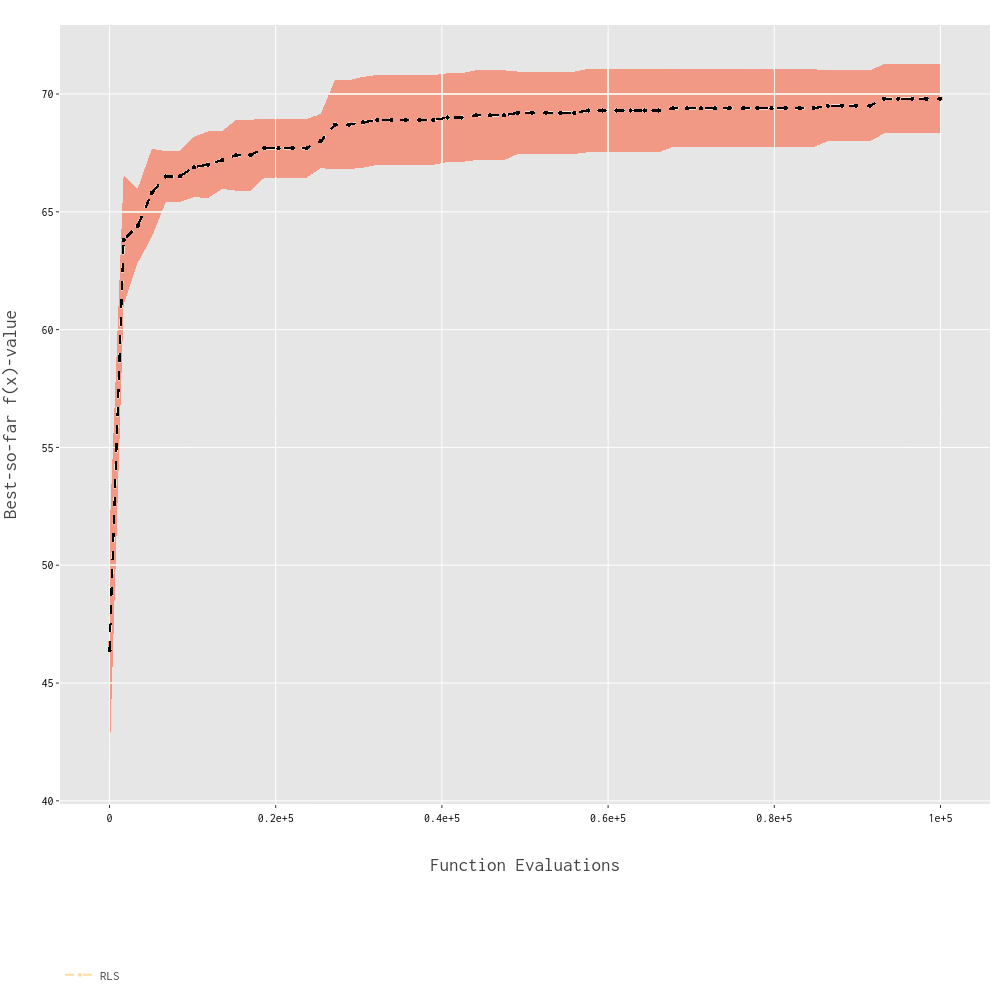 Best-so-far f(x)-value
70
65
60
55
50
45
40
0
0.2e+5
0.4e+5
0.6e+5
0.8e+5
1e+5
Function Evaluations
RLS